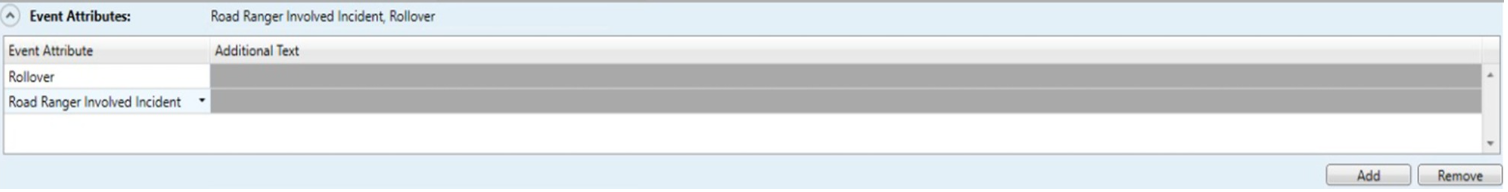 Event Attributes: Road Ranger Involved Incident, Rollover
Event Attribute Additional Text
Rollover
Road Ranger Involved Incident
Add Remove